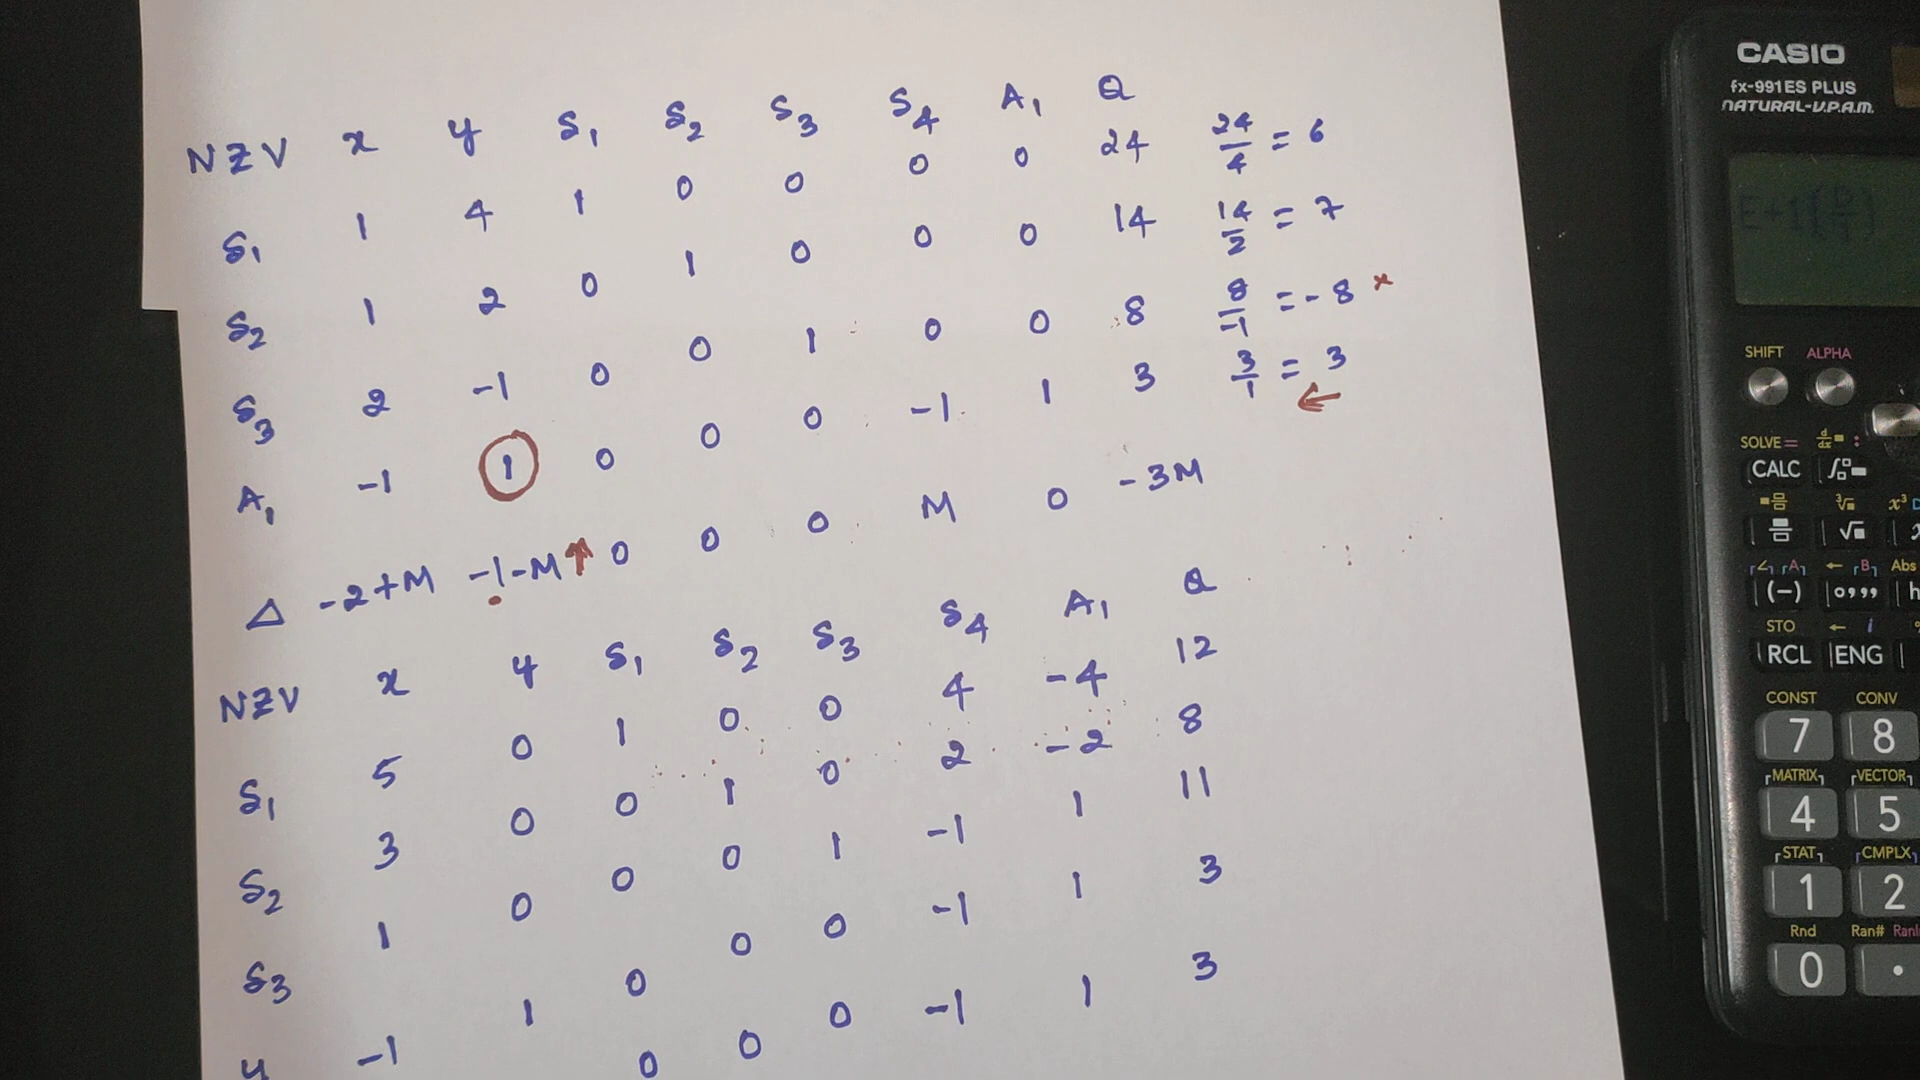 NZV x y S1 S2 S3 S4 A1 Q
S1 1 4 1 0 0 0 0 24 24/4 = 6
S2 1 2 0 1 0 0 0 14 14/2 = 7
S3 2 -1 0 0 1 0 0 8 8/-1 = -8 ×
A1 -1 1 0 0 0 -1 1 3 3/1 = 3 ←
Δ -2+M -1-M ↑ 0 0 0 M 0 -3M
NZV x y S1 S2 S3 S4 A1 Q
S1 5 0 1 0 0 4 -4 12
S2 3 0 0 1 0 2 -2 8
S3 1 0 0 0 1 -1 1 11
y -1 1 0 0 0 -1 1 3
0 0 0 -1 1 3
CASIO
fx-991ES PLUS
NATURAL-V.P.A.M.
SHIFT ALPHA
SOLVE = d/dx :
CALC
Abs
(-)
STO ← i
RCL ENG
CONST CONV
7 8
MATRIX VECTOR
4 5
STAT CMPLX
1 2
Rnd Ran#
0 .